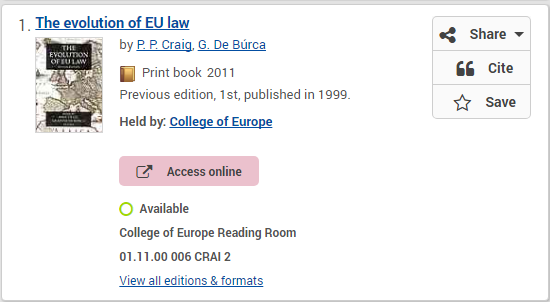 1. The evolution of EU law
by P. P. Craig, G. De Búrca
Print book 2011
Previous edition, 1st, published in 1999.
Held by: College of Europe
Access online
Available
College of Europe Reading Room
01.11.00 006 CRAI 2
View all editions & formats
THE
EVOLUTION
OF EU LAW
Share
Cite
Save